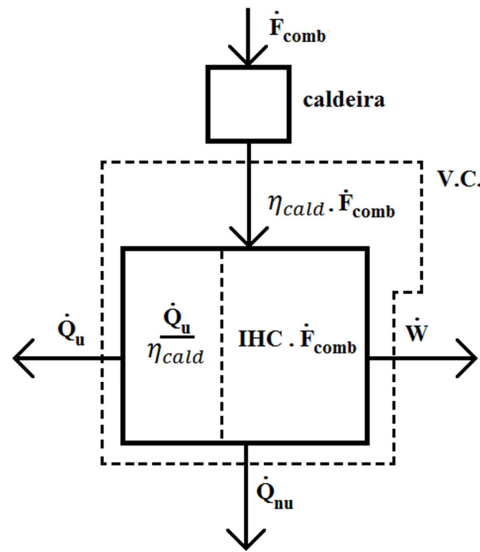 Ḟcomb
caldeira
V.C.
ηcald . Ḟcomb
Q̇u
Q̇u
ηcald
IHC . Ḟcomb
Ẇ
Q̇nu